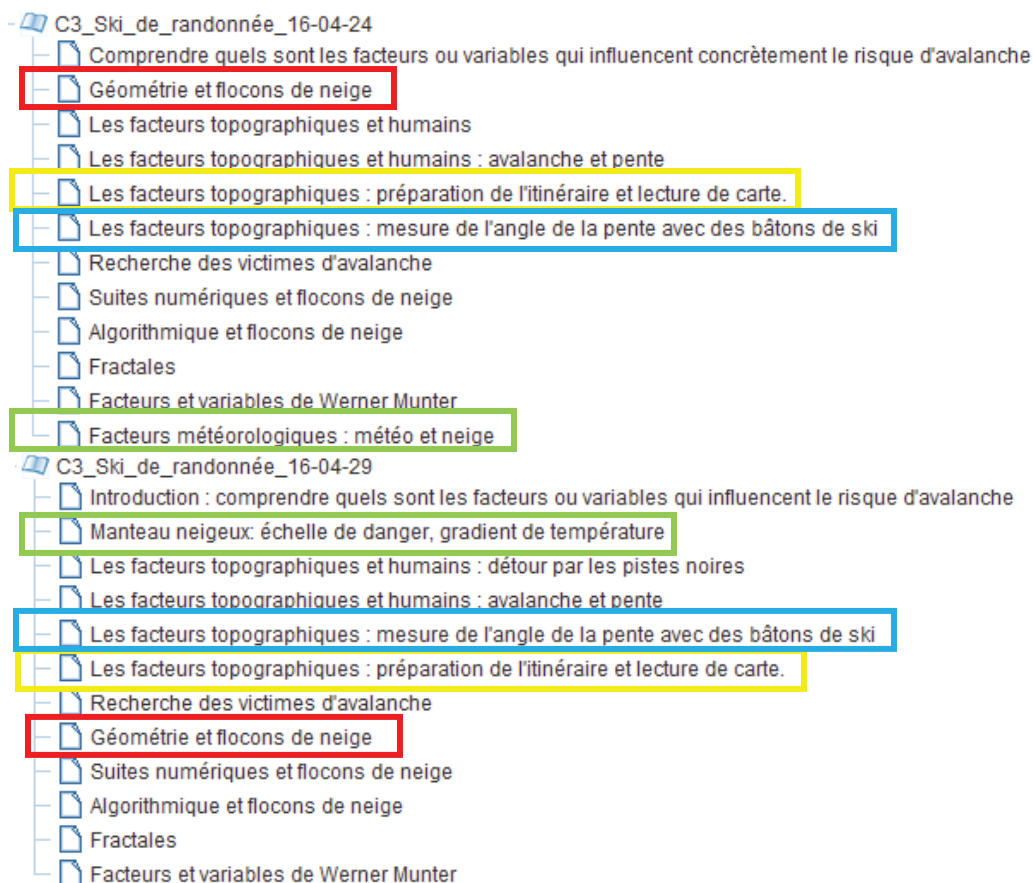 C3_Ski_de_randonnée_16-04-24
Comprendre quels sont les facteurs ou variables qui influencent concrètement le risque d'avalanche
Géométrie et flocons de neige
Les facteurs topographiques et humains
Les facteurs topographiques et humains : avalanche et pente
Les facteurs topographiques : préparation de l'itinéraire et lecture de carte.
Les facteurs topographiques : mesure de l'angle de la pente avec des bâtons de ski
Recherche des victimes d'avalanche
Suites numériques et flocons de neige
Algorithmique et flocons de neige
Fractales
Facteurs et variables de Werner Munter
Facteurs météorologiques : météo et neige
C3_Ski_de_randonnée_16-04-29
Introduction : comprendre quels sont les facteurs ou variables qui influencent le risque d'avalanche
Manteau neigeux: échelle de danger, gradient de température
Les facteurs topographiques et humains : détour par les pistes noires
Les facteurs topographiques et humains : avalanche et pente
Les facteurs topographiques : mesure de l'angle de la pente avec des bâtons de ski
Les facteurs topographiques : préparation de l'itinéraire et lecture de carte.
Recherche des victimes d'avalanche
Géométrie et flocons de neige
Suites numériques et flocons de neige
Algorithmique et flocons de neige
Fractales
Facteurs et variables de Werner Munter